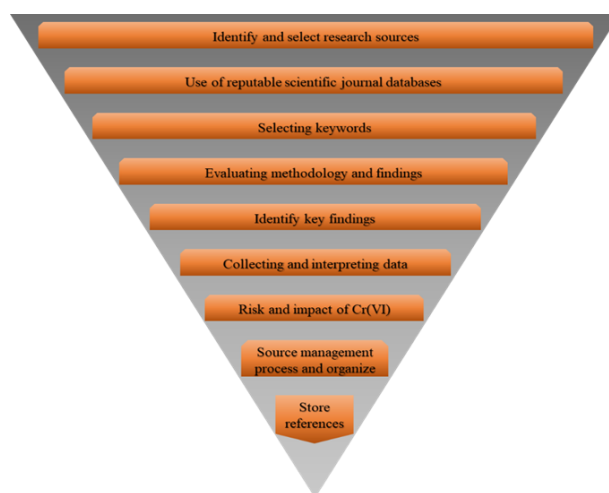 Identify and select research sources
Use of reputable scientific journal databases
Selecting keywords
Evaluating methodology and findings
Identify key findings
Collecting and interpreting data
Risk and impact of Cr(VI)
Source management
process and organize
Store
references